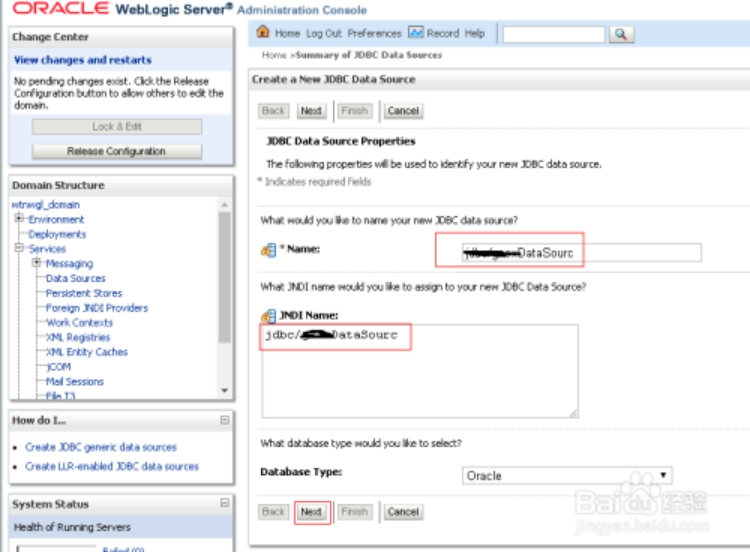 ORACLE WebLogic Server® Administration Console
Change Center
View changes and restarts
No pending changes exist. Click the Release
Configuration button to allow others to edit the
domain.
Lock & Edit
Release Configuration
Domain Structure
wtnwgl_domain
Environment
Deployments
Services
Messaging
Data Sources
Persistent Stores
Foreign JNDI Providers
Work Contexts
XML Registries
XML Entity Caches
jCOM
Mail Sessions
File T3
How do I...
Create JDBC generic data sources
Create LLR-enabled JDBC data sources
System Status
Health of Running Servers
Failed (0)
Home Log Out Preferences Record Help
Home >Summary of JDBC Data Sources
Create a New JDBC Data Source
Back Next Finish Cancel
JDBC Data Source Properties
The following properties will be used to identify your new JDBC data source.
* Indicates required fields
What would you like to name your new JDBC data source?
* Name:
DataSourc
What JNDI name would you like to assign to your new JDBC Data Source?
JNDI Name:
jdbc/ DataSourc
What database type would you like to select?
Database Type:
Oracle
Back Next Finish Cancel
Baidu 经验
jingyan.baidu.com